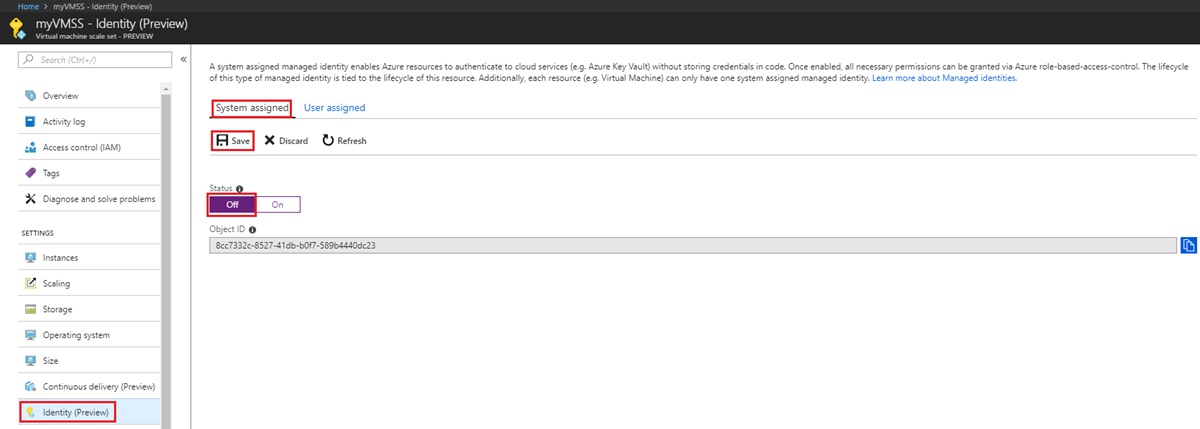 Home > myVMSS - Identity (Preview)
myVMSS - Identity (Preview)
Virtual machine scale set - PREVIEW
Search (Ctrl+/)
«
Overview
Activity log
Access control (IAM)
Tags
Diagnose and solve problems
SETTINGS
Instances
Scaling
Storage
Operating system
Size
Continuous delivery (Preview)
Identity (Preview)
A system assigned managed identity enables Azure resources to authenticate to cloud services (e.g. Azure Key Vault) without storing credentials in code. Once enabled, all necessary permissions can be granted via Azure role-based-access-control. The lifecycle
of this type of managed identity is tied to the lifecycle of this resource. Additionally, each resource (e.g. Virtual Machine) can only have one system assigned managed identity. Learn more about Managed identities.
System assigned User assigned
Save Discard Refresh
Status
Off On
Object ID
8cc7332c-8527-41db-b0f7-589b4440dc23